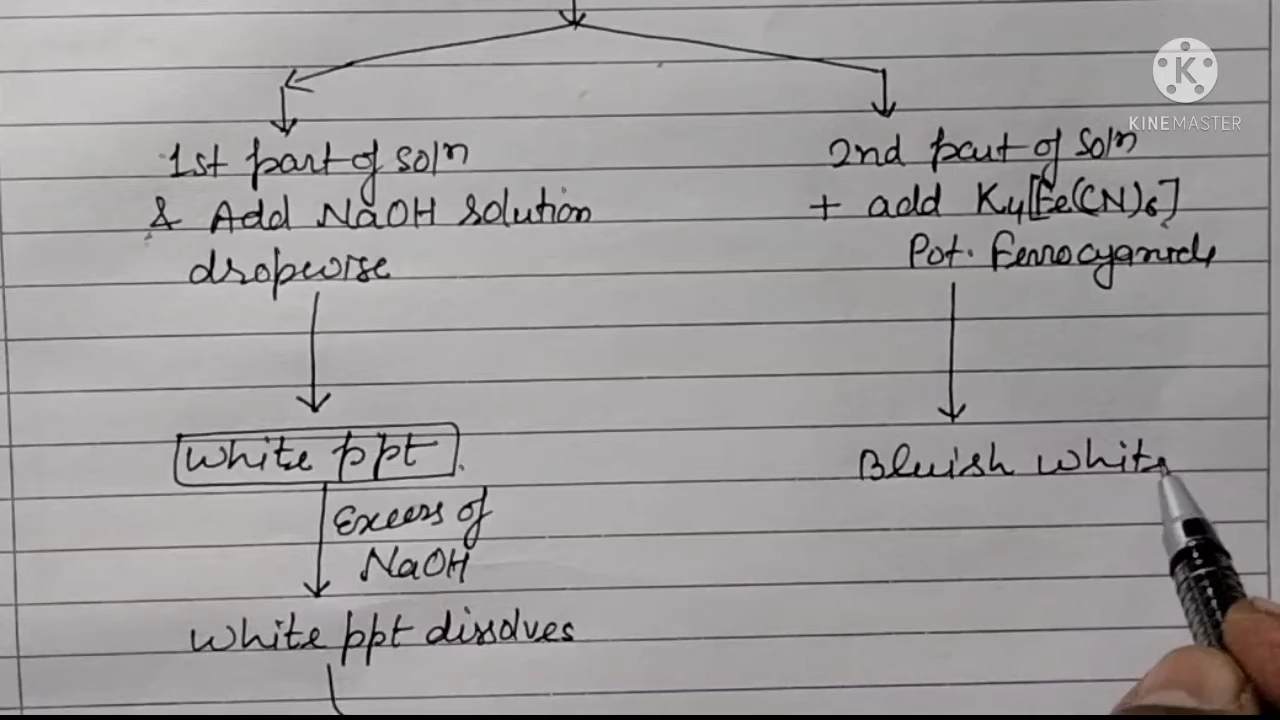 1st part of soln
& Add NaOH solution
dropwise
White ppt.
Excess of
NaOH
White ppt dissolves
2nd part of Soln
+ add K4[Fe(CN)6]
Pot. Ferrocyanide
Bluish white
K
KINEMASTER